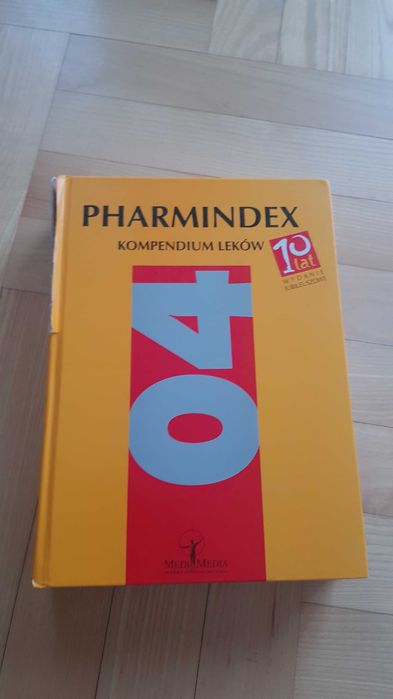 PHARMINDEX
KOMPENDIUM LEKÓW
10
lat
WYDANIE
JUBILEUSZOWE
04
MEDIMEDIA